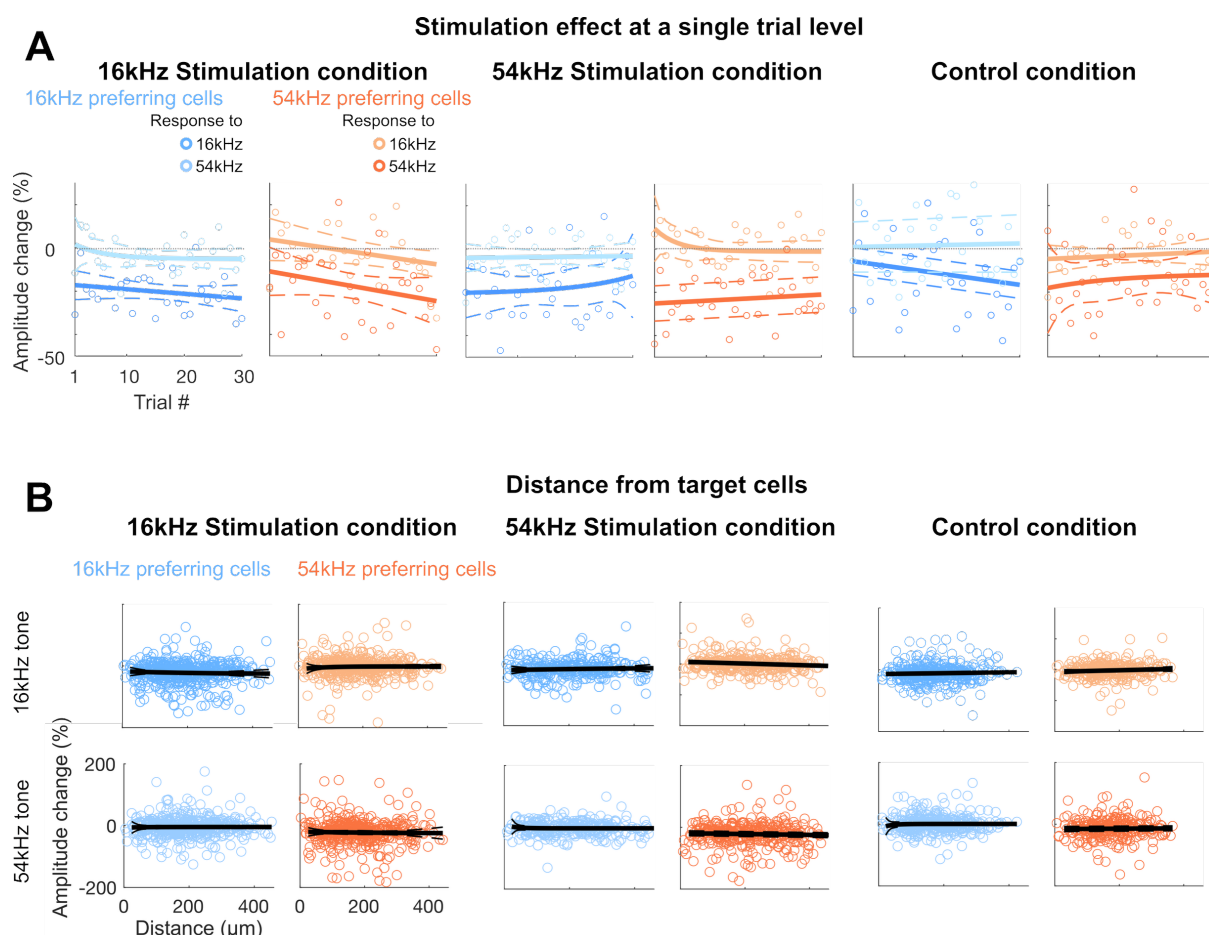 A
Stimulation effect at a single trial level
16kHz Stimulation condition
54kHz Stimulation condition
Control condition
16kHz preferring cells
54kHz preferring cells
Response to
Response to
16kHz
16kHz
54kHz
54kHz
Amplitude change (%)
0
-50
1
10
20
30
Trial #
B
Distance from target cells
16kHz Stimulation condition
54kHz Stimulation condition
Control condition
16kHz preferring cells
54kHz preferring cells
16kHz tone
54kHz tone
Amplitude change (%)
200
0
-200
0
200
400
0
200
400
Distance (µm)